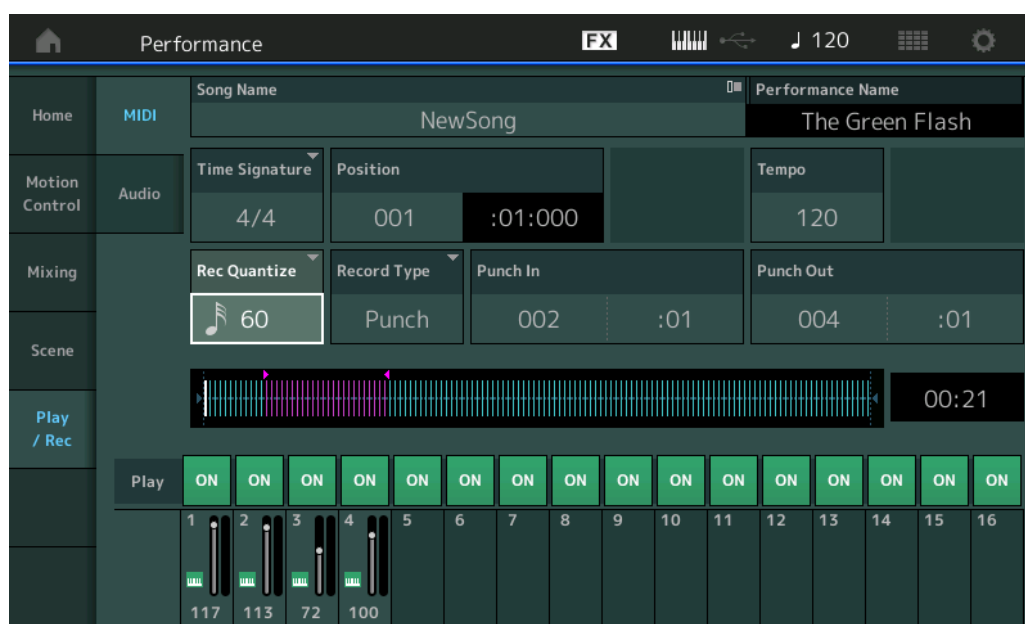 Performance
FX
120
Home
MIDI
Song Name
NewSong
Performance Name
The Green Flash
Motion
Control
Audio
Time Signature
4/4
Position
001 :01:000
Tempo
120
Mixing
Rec Quantize
60
Record Type
Punch
Punch In
002 :01
Punch Out
004 :01
Scene
00:21
Play
/ Rec
Play ON ON ON ON ON ON ON ON ON ON ON ON ON ON ON ON
1 2 3 4 5 6 7 8 9 10 11 12 13 14 15 16
117 113 72 100